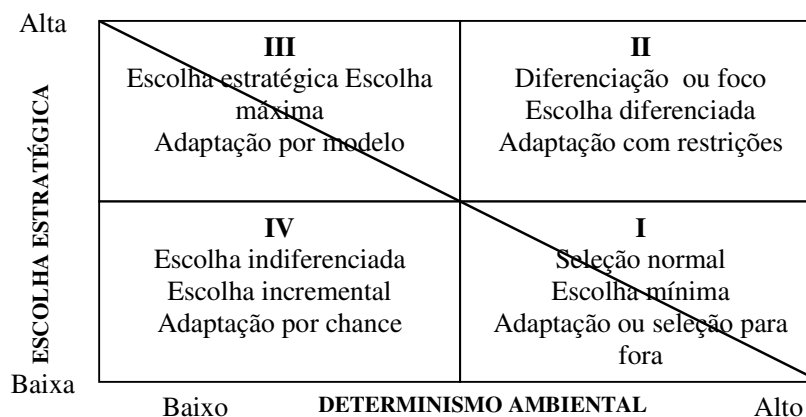 Alta
III
Escolha estratégica Escolha
máxima
Adaptação por modelo
II
Diferenciação ou foco
Escolha diferenciada
Adaptação com restrições
ESCOLHA ESTRATÉGICA
IV
Escolha indiferenciada
Escolha incremental
Adaptação por chance
I
Seleção normal
Escolha mínima
Adaptação ou seleção para
fora
Baixa
Baixo DETERMINISMO AMBIENTAL Alto